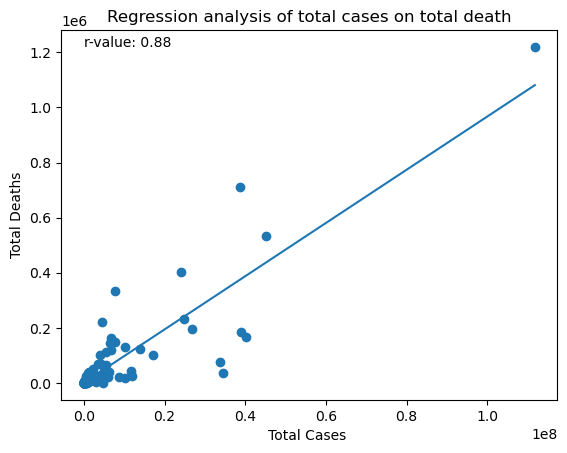 Regression analysis of total cases on total death
1e6
r-value: 0.88
1.2
1.0
0.8
0.6
0.4
0.2
0.0
Total Deaths
0.0 0.2 0.4 0.6 0.8 1.0
1e8
Total Cases